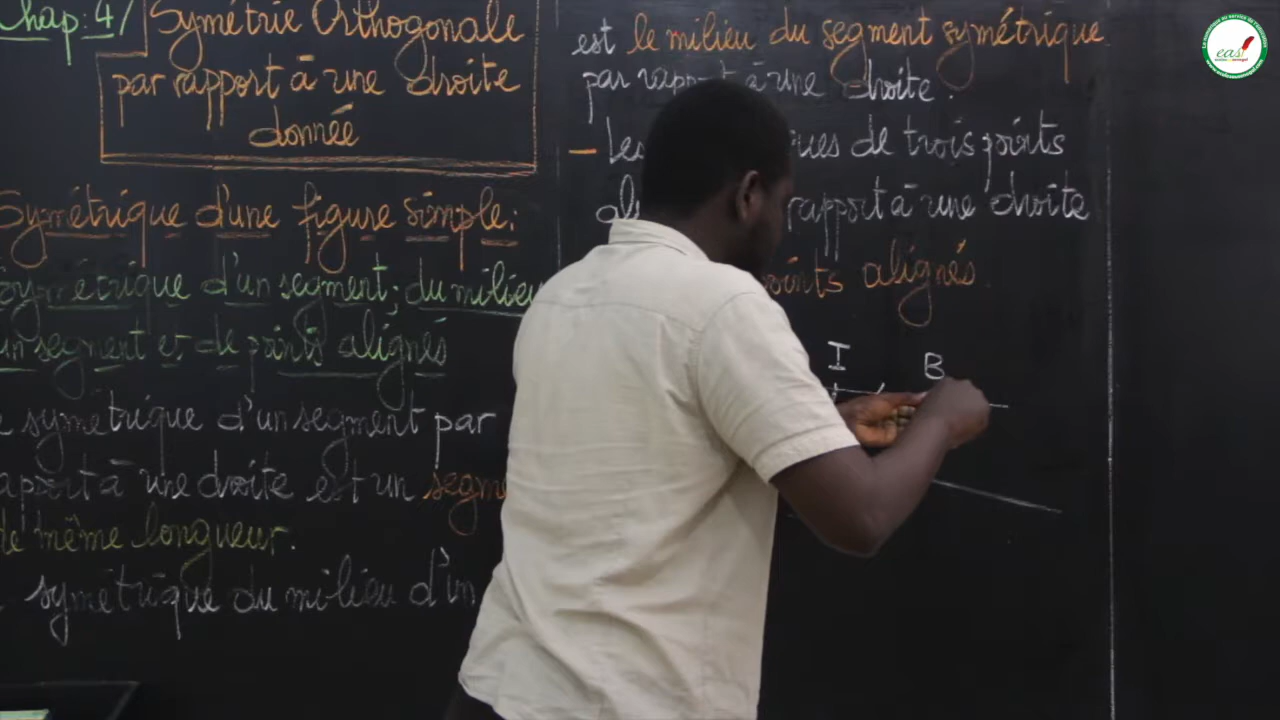 Chap: 4/ Symétrie Orthogonale
par rapport à une droite
donnée
Symétrique d'une figure simple:
Symétrique d'un segment; du milieu
un segment et de points alignés
symétrique d'un segment par
rapport à une droite est un
de même longueur.
symétrique du milieu d'un
est le milieu du segment symétrique
par rapport à une droite.
- de trois points
rapport à une droite
points alignés.
I B
easi